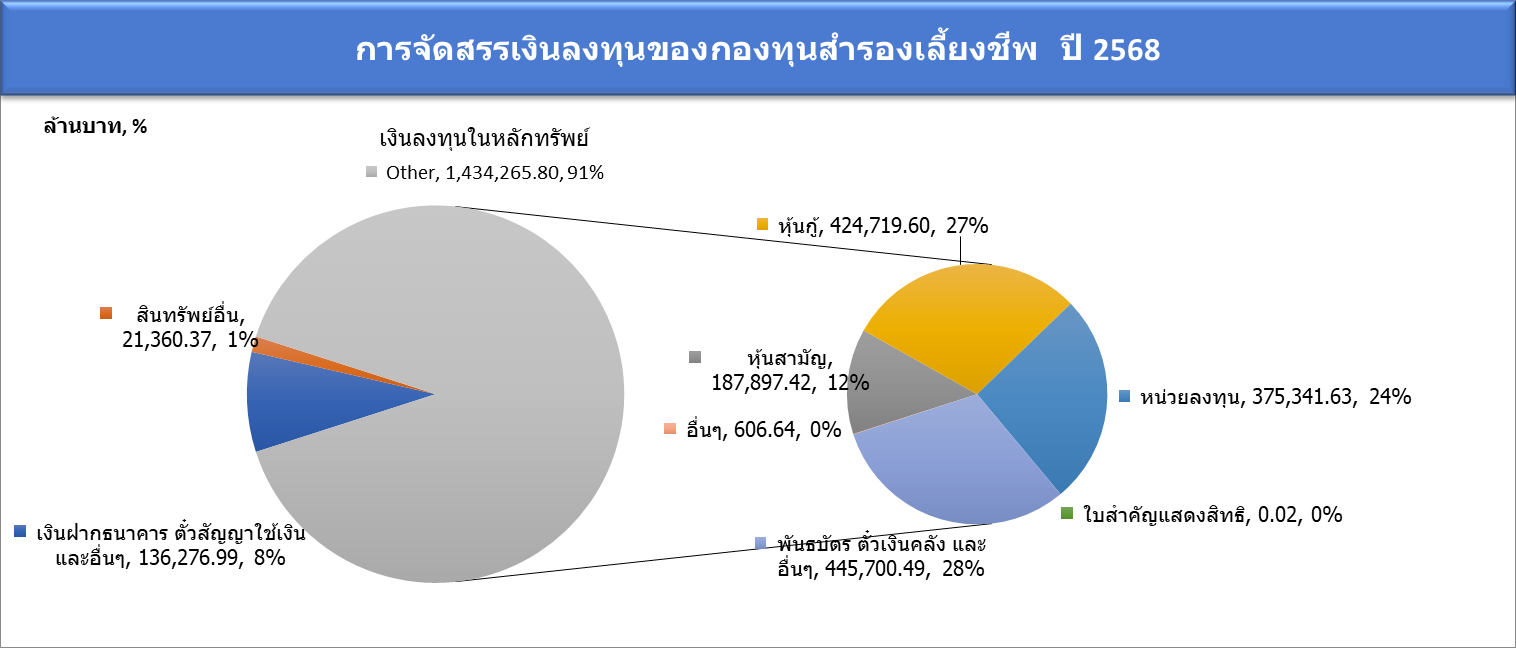 การจัดสรรเงินลงทุนของกองทุนสำรองเลี้ยงชีพ ปี 2568
ล้านบาท, %
เงินลงทุนในหลักทรัพย์
Other, 1,434,265.80, 91%
หุ้นกู้, 424,719.60, 27%
สินทรัพย์อื่น,
21,360.37, 1%
หุ้นสามัญ,
187,897.42, 12%
หน่วยลงทุน, 375,341.63, 24%
อื่นๆ, 606.64, 0%
ใบสำคัญแสดงสิทธิ, 0.02, 0%
เงินฝากธนาคาร ตั๋วสัญญาใช้เงิน
และอื่นๆ, 136,276.99, 8%
พันธบัตร ตั๋วเงินคลัง และ
อื่นๆ, 445,700.49, 28%